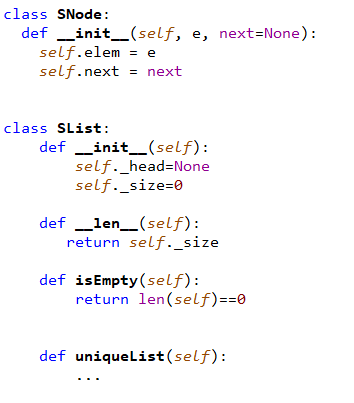 class SNode:
  def __init__(self, e, next=None):
    self.elem = e
    self.next = next
class SList:
    def __init__(self):
        self._head=None
        self._size=0
    def __len__(self):
       return self._size
    def isEmpty(self):
        return len(self)==0
    def uniqueList(self):
        ...